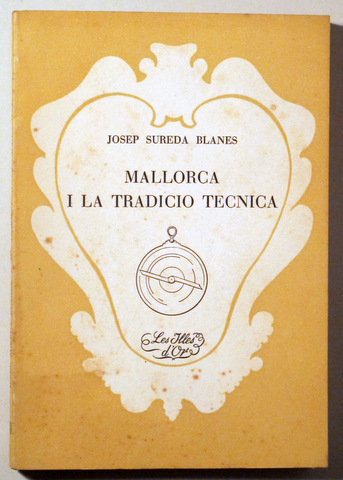 JOSEP SUREDA BLANES
MALLORCA
I LA TRADICIO TECNICA
Les Illes
d'Or